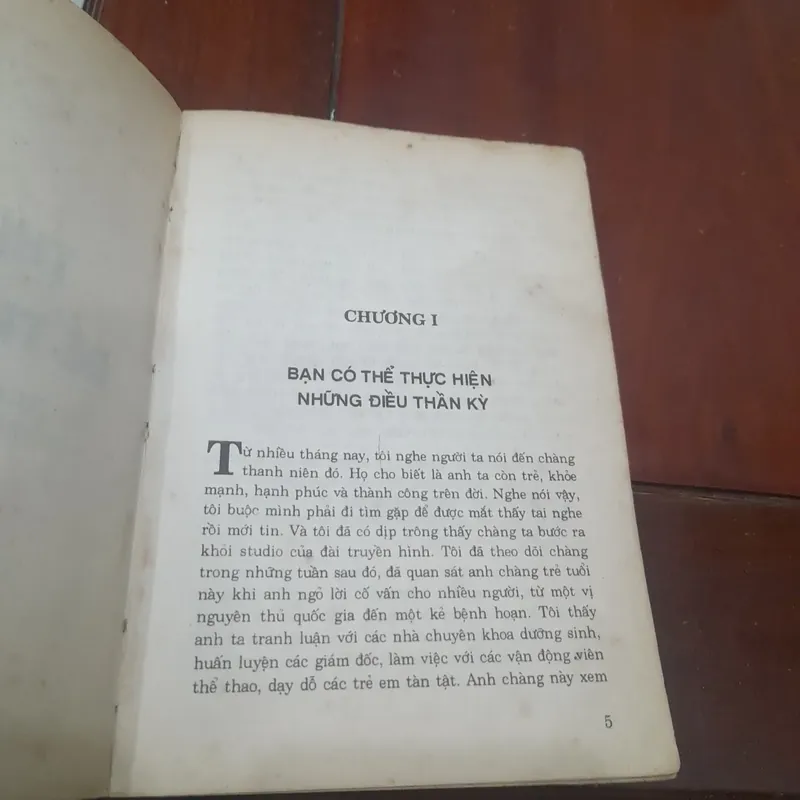 CHƯƠNG I
BẠN CÓ THỂ THỰC HIỆN
NHỮNG ĐIỀU THẦN KỲ
Từ nhiều tháng nay, tôi nghe người ta nói đến chàng
thanh niên đó. Họ cho biết là anh ta còn trẻ, khỏe
mạnh, hạnh phúc và thành công trên đời. Nghe nói vậy,
tôi buộc mình phải đi tìm gặp để được mắt thấy tai nghe
rồi mới tin. Và tôi đã có dịp trông thấy chàng ta bước ra
khỏi studio của đài truyền hình. Tôi đã theo dõi chàng
trong những tuần sau đó, đã quan sát anh chàng trẻ tuổi
này khi anh ngỏ lời cố vấn cho nhiều người, từ một vị
nguyên thủ quốc gia đến một kẻ bệnh hoạn. Tôi thấy
anh ta tranh luận với các nhà chuyên khoa dưỡng sinh,
huấn luyện các giám đốc, làm việc với các vận động viên
thể thao, dạy dỗ các trẻ em tàn tật. Anh chàng này xem
5